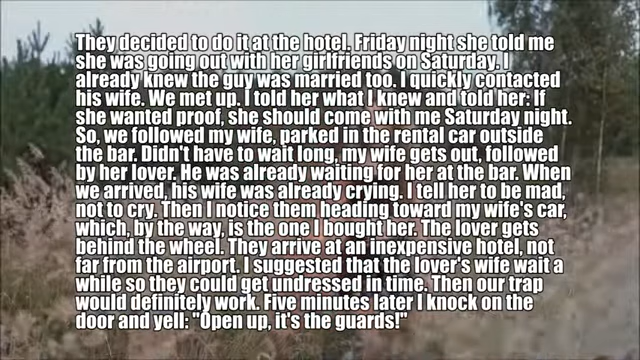 They decided to do it at the hotel. Friday night she told me
she was going out with her girlfriends on Saturday. I
already knew the guy was married too. I quickly contacted
his wife. We met up. I told her what I knew and told her: If
she wanted proof, she should come with me Saturday night.
So, we followed my wife, parked in the rental car outside
the bar. Didn't have to wait long, my wife gets out, followed
by her lover. He was already waiting for her at the bar. When
we arrived, his wife was already crying. I tell her to be mad,
not to cry. Then I notice them heading toward my wife's car,
which, by the way, is the one I bought her. The lover gets
behind the wheel. They arrive at an inexpensive hotel, not
far from the airport. I suggested that the lover's wife wait a
while so they could get undressed in time. Then our trap
would definitely work. Five minutes later I knock on the
door and yell: "Open up, it's the guards!"